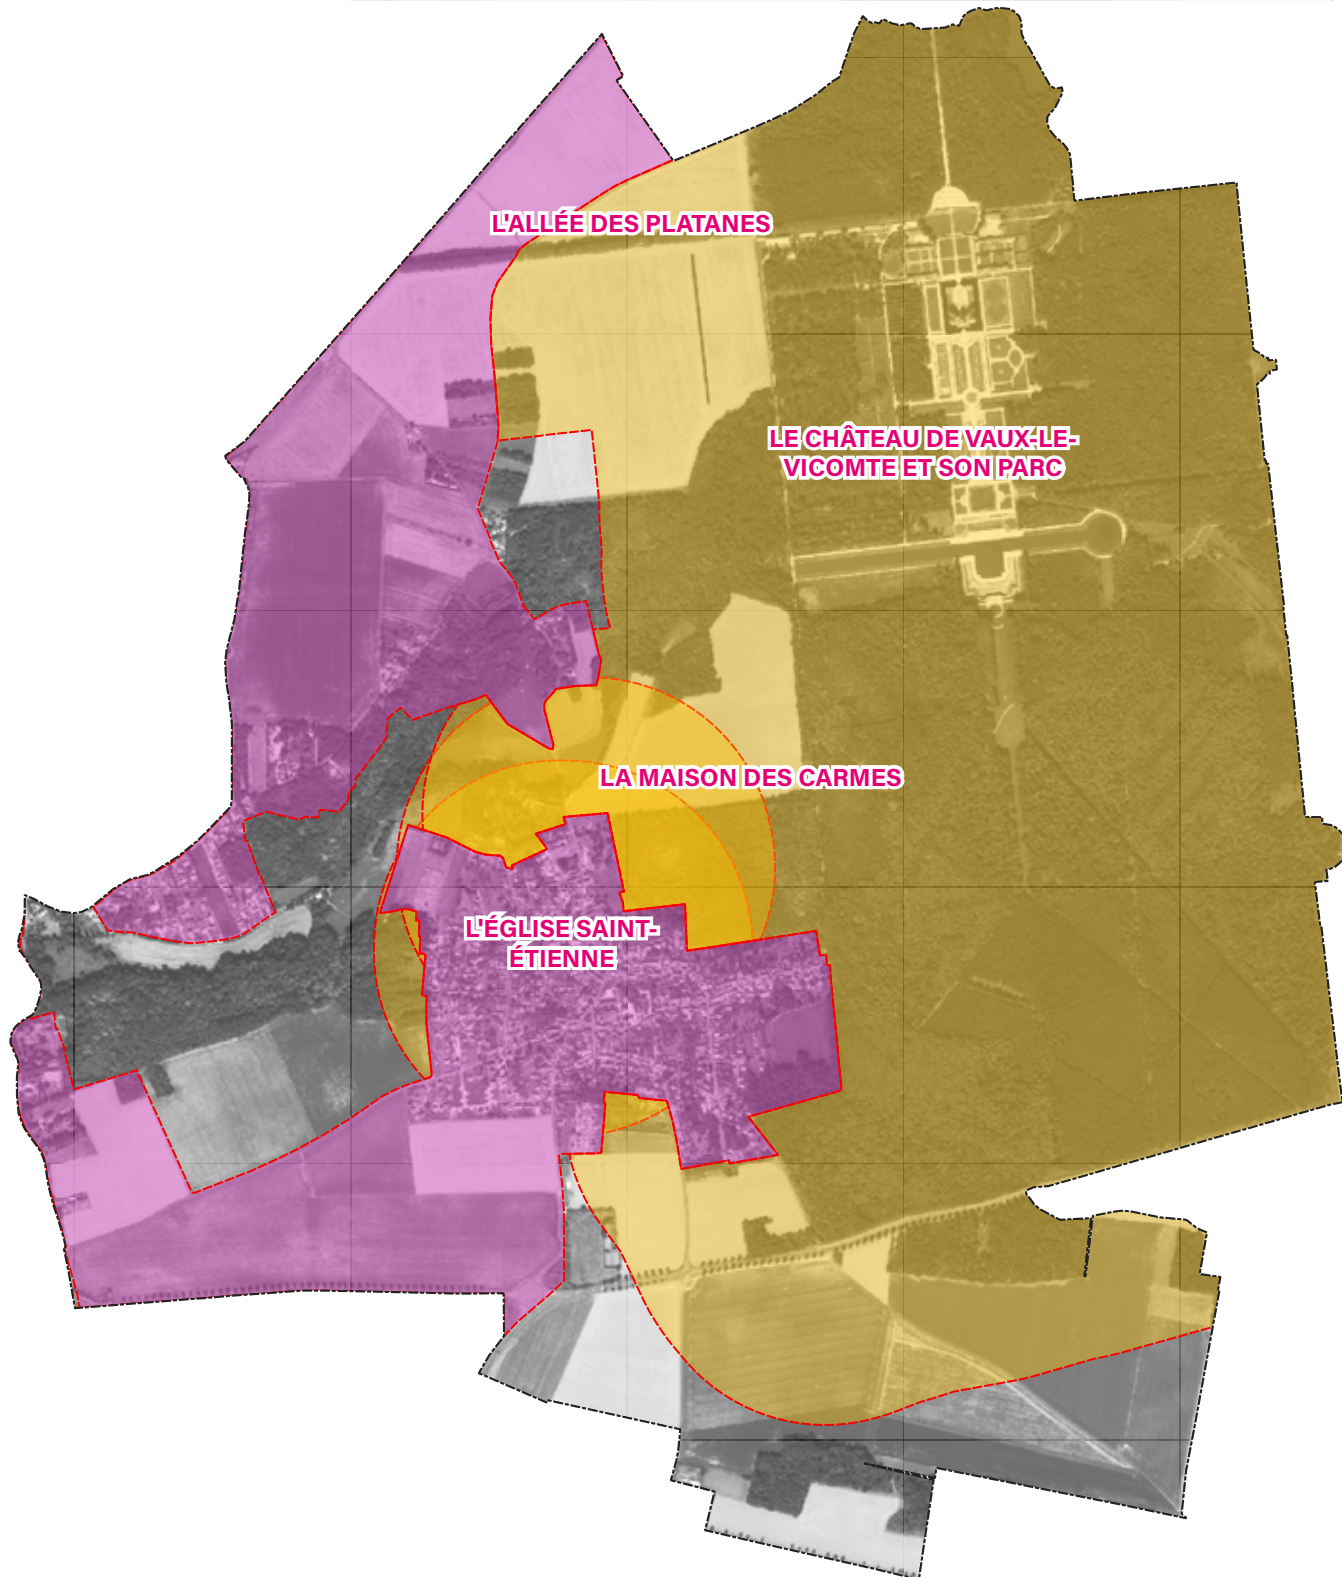 L'ALLÉE DES PLATANES
LE CHÂTEAU DE VAUX-LE-
VICOMTE ET SON PARC
LA MAISON DES CARMES
L'ÉGLISE SAINT-
ÉTIENNE